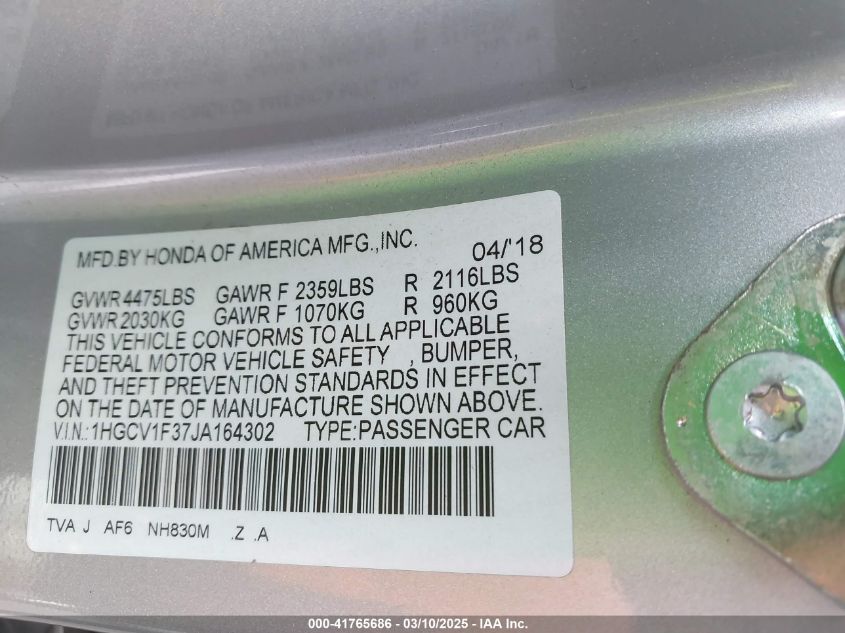 MFD.BY HONDA OF AMERICA MFG.,INC. 04/'18
GVWR 4475LBS GAWR F 2359LBS R 2116LBS
GVWR 2030KG GAWR F 1070KG R 960KG
THIS VEHICLE CONFORMS TO ALL APPLICABLE
FEDERAL MOTOR VEHICLE SAFETY , BUMPER,
AND THEFT PREVENTION STANDARDS IN EFFECT
ON THE DATE OF MANUFACTURE SHOWN ABOVE.
V.I.N.:1HGCV1F37JA164302 TYPE:PASSENGER CAR
TVA J AF6 NH830M .Z .A
000-41765686 - 03/10/2025 - IAA Inc.